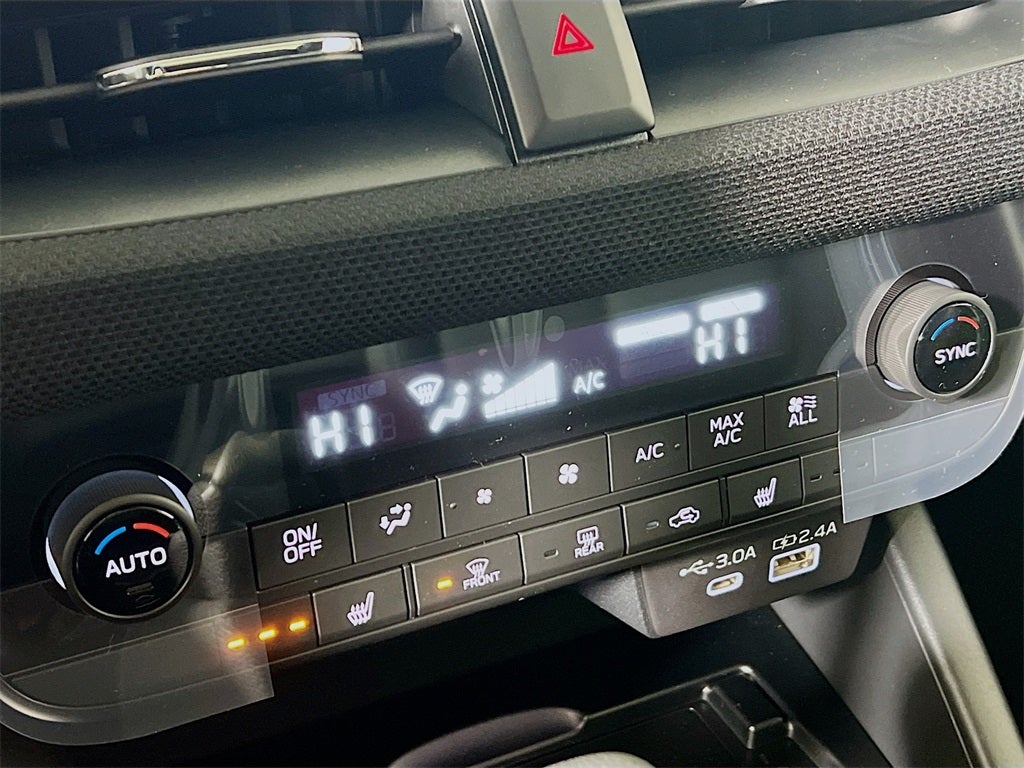 SYNC
HI
A/C
HI
SYNC
AUTO
ON/
OFF
A/C
MAX
A/C
ALL
FRONT
REAR
3.0A
2.4A